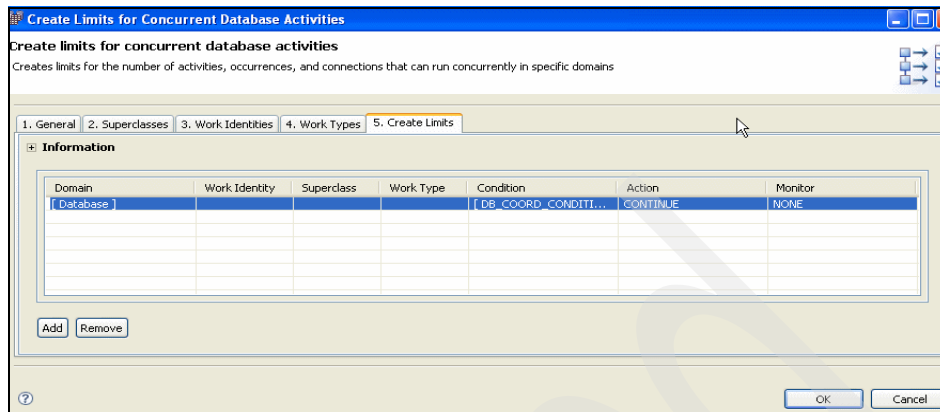 Create Limits for Concurrent Database Activities
Create limits for concurrent database activities
Creates limits for the number of activities, occurrences, and connections that can run concurrently in specific domains
1. General 2. Superclasses 3. Work Identities 4. Work Types 5. Create Limits
Information
Domain Work Identity Superclass Work Type Condition Action Monitor
[ Database ] [ DB_COORD_CONDITI... CONTINUE NONE
Add Remove
OK Cancel